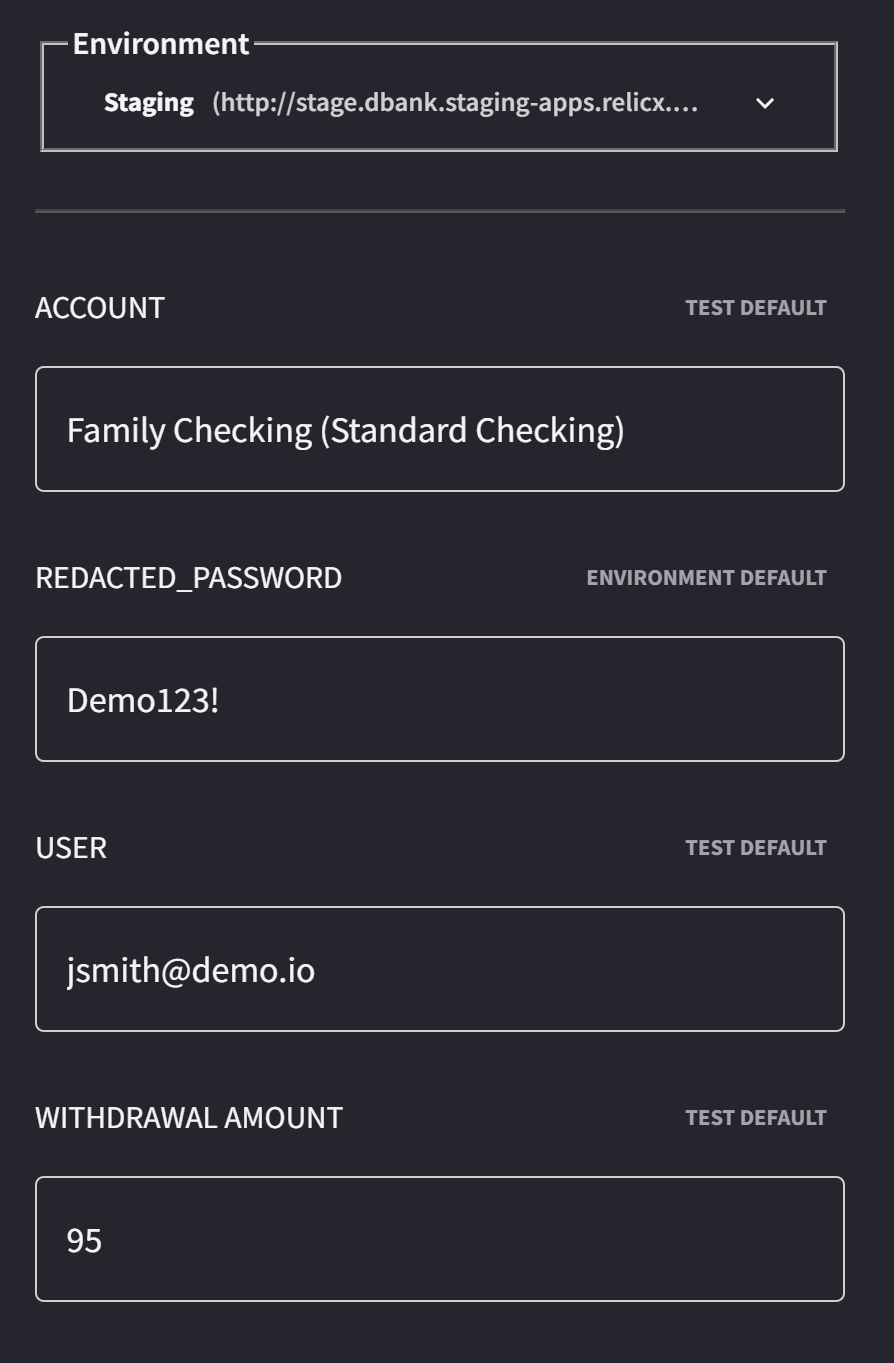 Environment
Staging (http://stage.dbank.staging-apps.relicx....
ACCOUNT TEST DEFAULT
Family Checking (Standard Checking)
REDACTED_PASSWORD ENVIRONMENT DEFAULT
Demo123!
USER TEST DEFAULT
jsmith@demo.io
WITHDRAWAL AMOUNT TEST DEFAULT
95